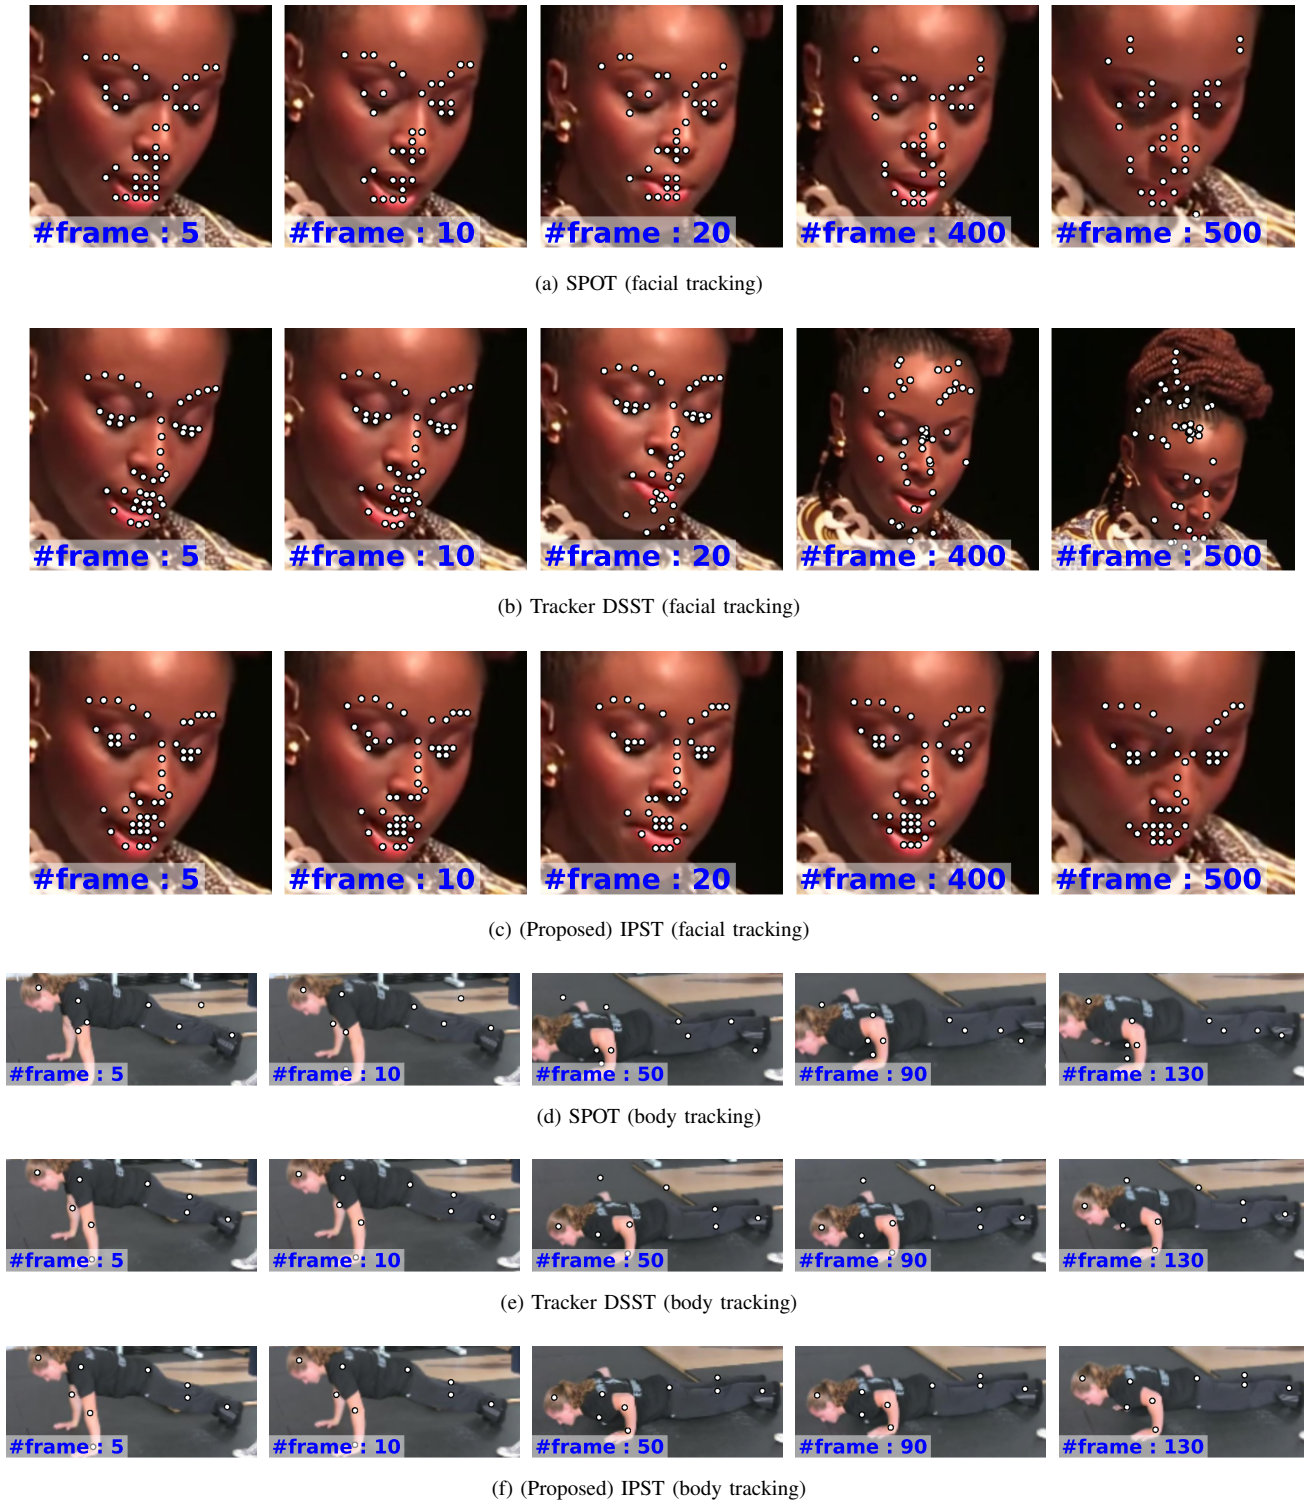 #frame : 5 #frame : 10 #frame : 20 #frame : 400 #frame : 500
(a) SPOT (facial tracking)
#frame : 5 #frame : 10 #frame : 20 #frame : 400 #frame : 500
(b) Tracker DSST (facial tracking)
#frame : 5 #frame : 10 #frame : 20 #frame : 400 #frame : 500
(c) (Proposed) IPST (facial tracking)
#frame : 5 #frame : 10 #frame : 50 #frame : 90 #frame : 130
(d) SPOT (body tracking)
#frame : 5 #frame : 10 #frame : 50 #frame : 90 #frame : 130
(e) Tracker DSST (body tracking)
#frame : 5 #frame : 10 #frame : 50 #frame : 90 #frame : 130
(f) (Proposed) IPST (body tracking)